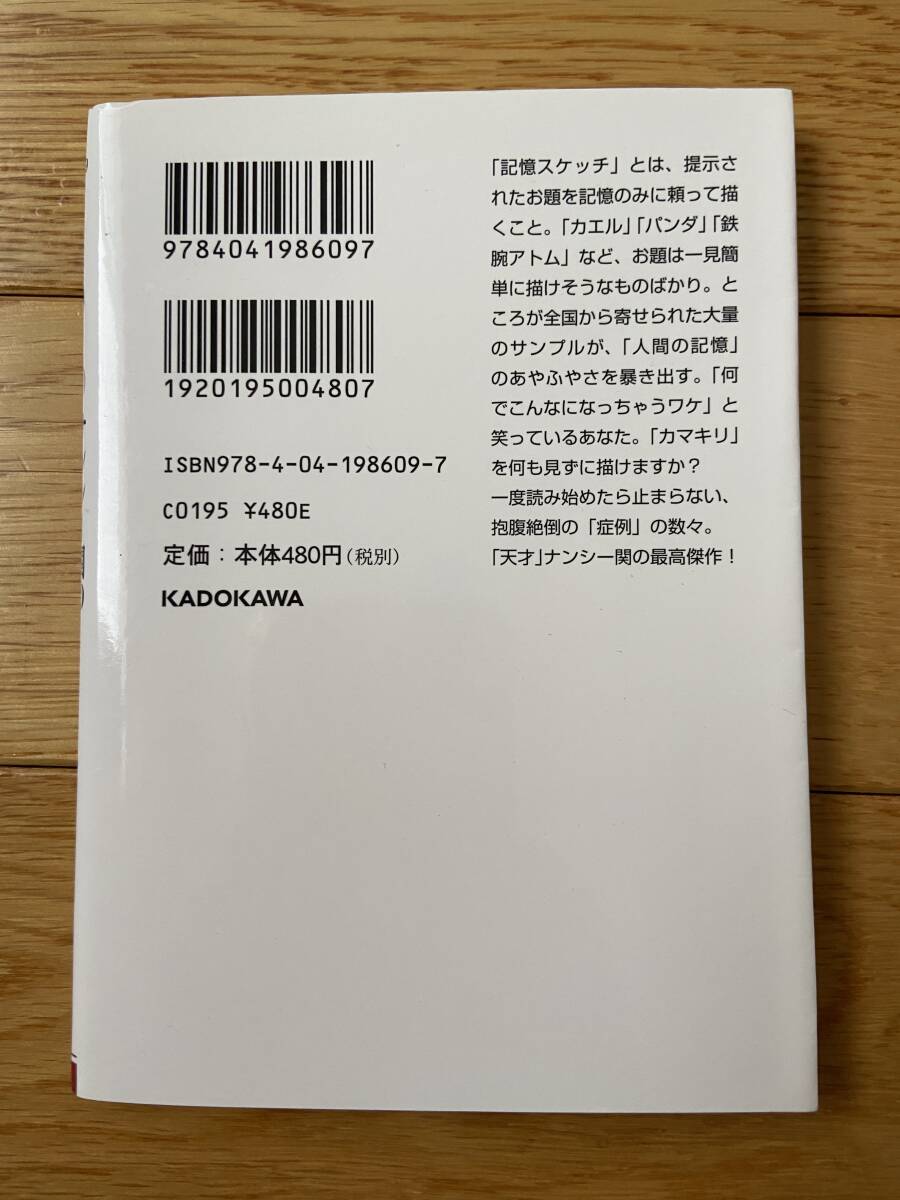 9784041986097
1920195004807
ISBN978-4-04-198609-7
C0195 ¥480E
定価：本体480円（税別）
KADOKAWA
「記憶スケッチ」とは、提示さ
れたお題を記憶のみに頼って描
くこと。「カエル」「パンダ」「鉄
腕アトム」など、お題は一見簡
単に描けそうなものばかり。と
ころが全国から寄せられた大量
のサンプルが、「人間の記憶」
のあやふやさを暴き出す。「何
でこんなになっちゃうワケ」と
笑っているあなた。「カマキリ」
を何も見ずに描けますか？
一度読み始めたら止まらない、
抱腹絶倒の「症例」の数々。
「天才」ナンシー関の最高傑作！